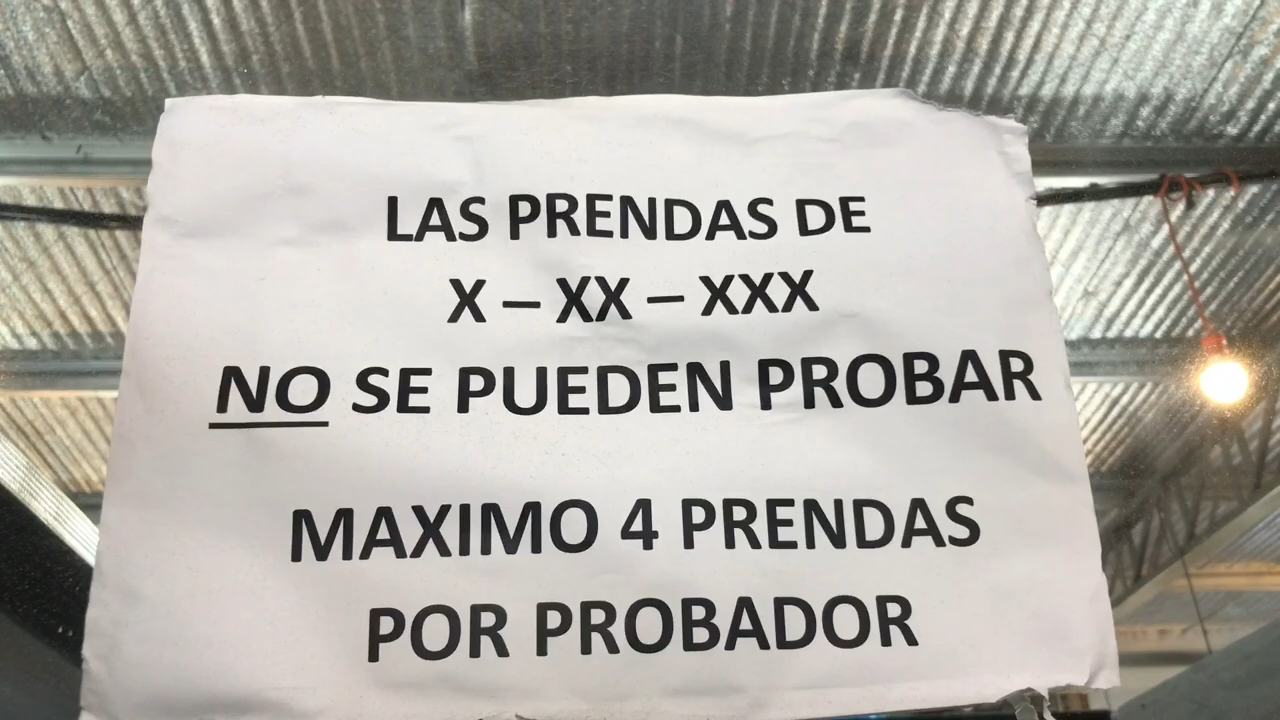 LAS PRENDAS DE
X – XX – XXX
NO SE PUEDEN PROBAR
MAXIMO 4 PRENDAS
POR PROBADOR